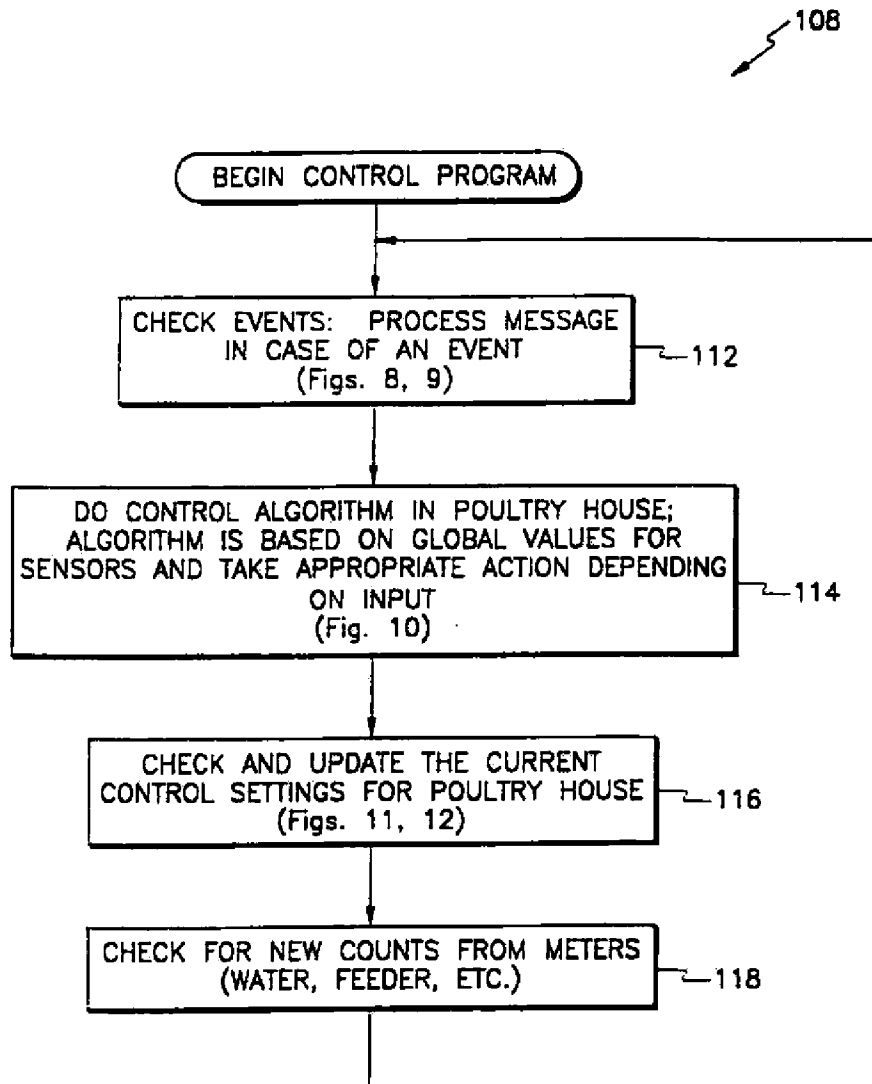 108
BEGIN CONTROL PROGRAM
CHECK EVENTS: PROCESS MESSAGE
IN CASE OF AN EVENT
(Figs. 8, 9)
112
DO CONTROL ALGORITHM IN POULTRY HOUSE;
ALGORITHM IS BASED ON GLOBAL VALUES FOR
SENSORS AND TAKE APPROPRIATE ACTION DEPENDING
ON INPUT
(Fig. 10)
114
CHECK AND UPDATE THE CURRENT
CONTROL SETTINGS FOR POULTRY HOUSE
(Figs. 11, 12)
116
CHECK FOR NEW COUNTS FROM METERS
(WATER, FEEDER, ETC.)
118